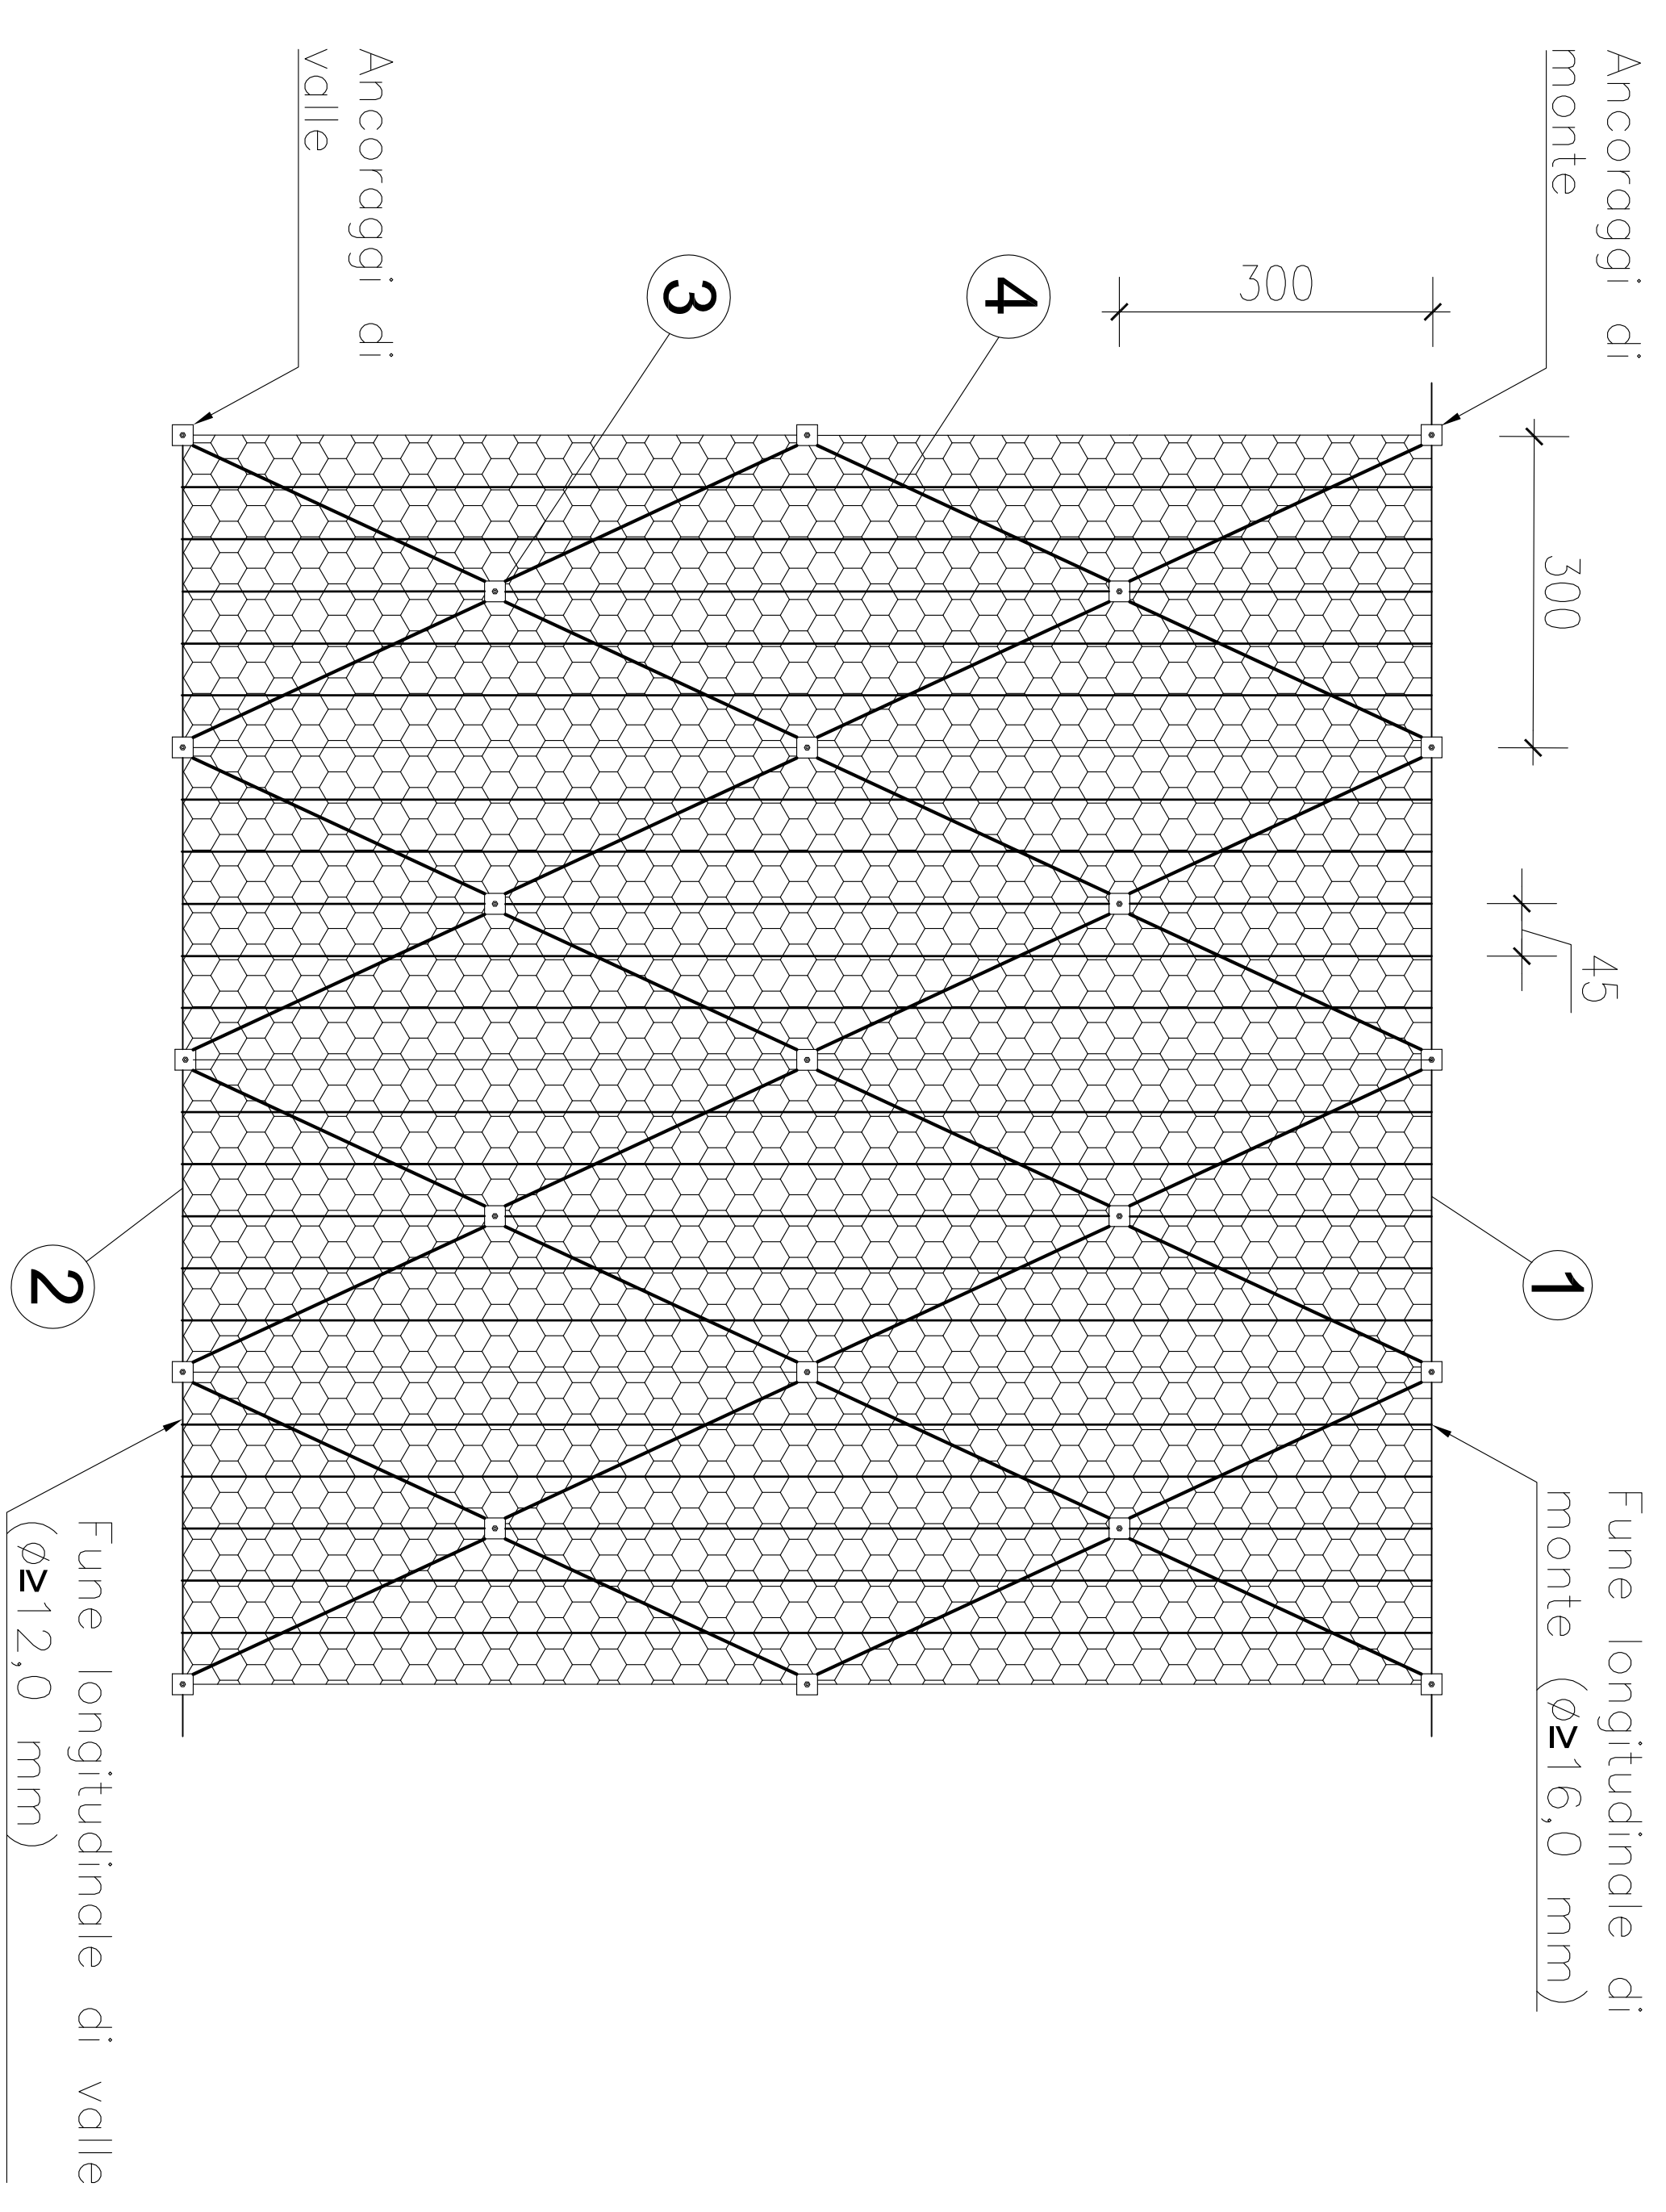 Ancoraggi di
monte
300
300
45
1
Fune longitudinale di
monte (ø≥16,0 mm)
4
3
Ancoraggi di
valle
2
Fune longitudinale di valle
(ø≥12,0 mm)